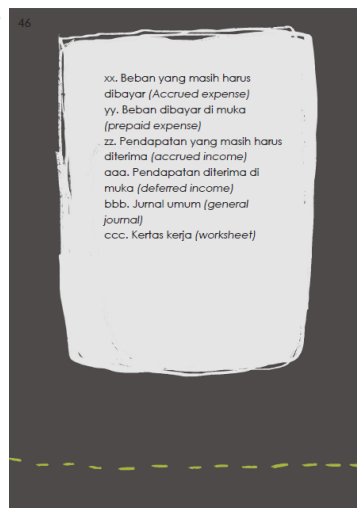 46
xx. Beban yang masih harus
dibayar (Accrued expense)
yy. Beban dibayar di muka
(prepaid expense)
zz. Pendapatan yang masih harus
diterima (accrued income)
aaa. Pendapatan diterima di
muka (deferred income)
bbb. Jurnal umum (general
journal)
ccc. Kertas kerja (worksheet)